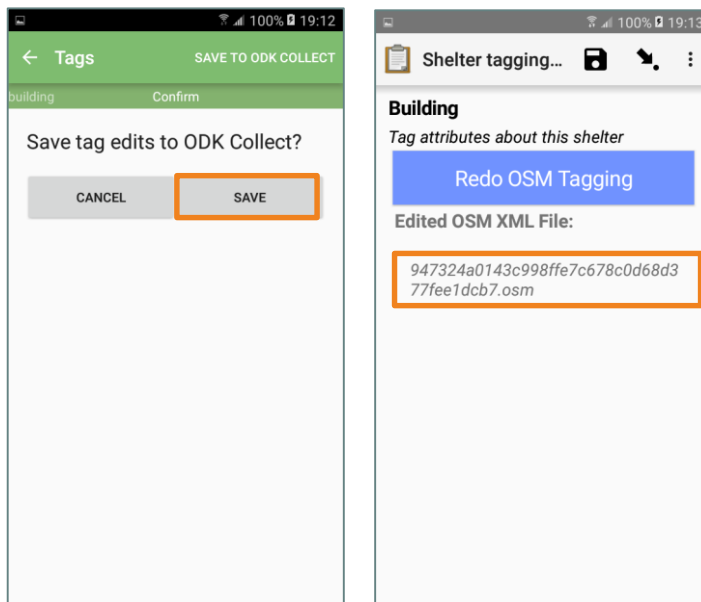 100% 19:12
Tags SAVE TO ODK COLLECT
building Confirm
Save tag edits to ODK Collect?
CANCEL SAVE
100% 19:13
Shelter tagging...
Building
Tag attributes about this shelter
Redo OSM Tagging
Edited OSM XML File:
947324a0143c998ffe7c678c0d68d3
77fee1dcb7.osm